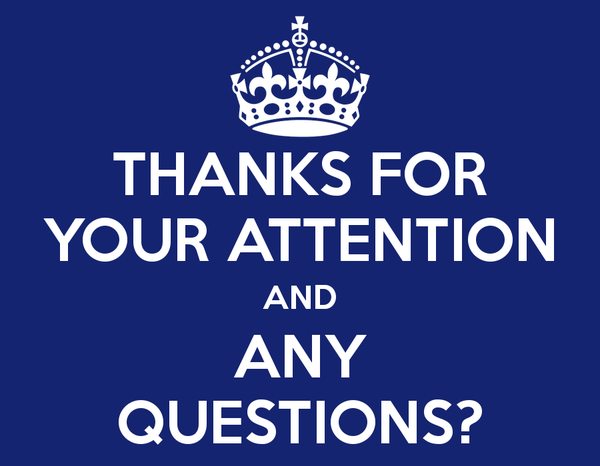 THANKS FOR
YOUR ATTENTION
AND
ANY
QUESTIONS?